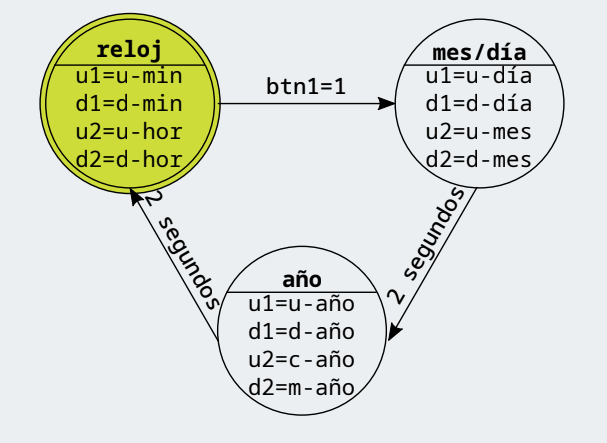 reloj
u1=u-min
d1=d-min
u2=u-hor
d2=d-hor
btn1=1
mes/día
u1=u-día
d1=d-día
u2=u-mes
d2=d-mes
2 segundos
2 segundos
año
u1=u-año
d1=d-año
u2=c-año
d2=m-año